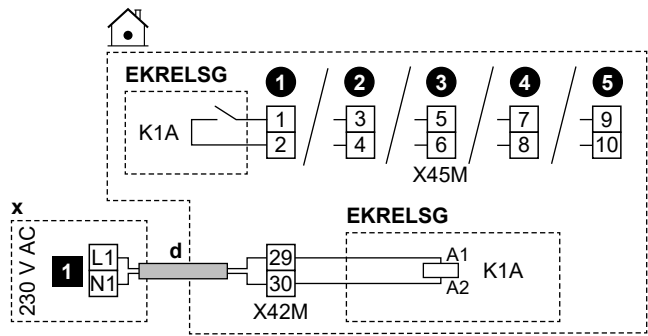 EKRELSG 1 2 3 4 5
K1A 1 3 5 7 9
2 4 6 8 10
X45M
x
230 V AC
EKRELSG
1 L1 d 29 A1 K1A
N1 30 A2
X42M